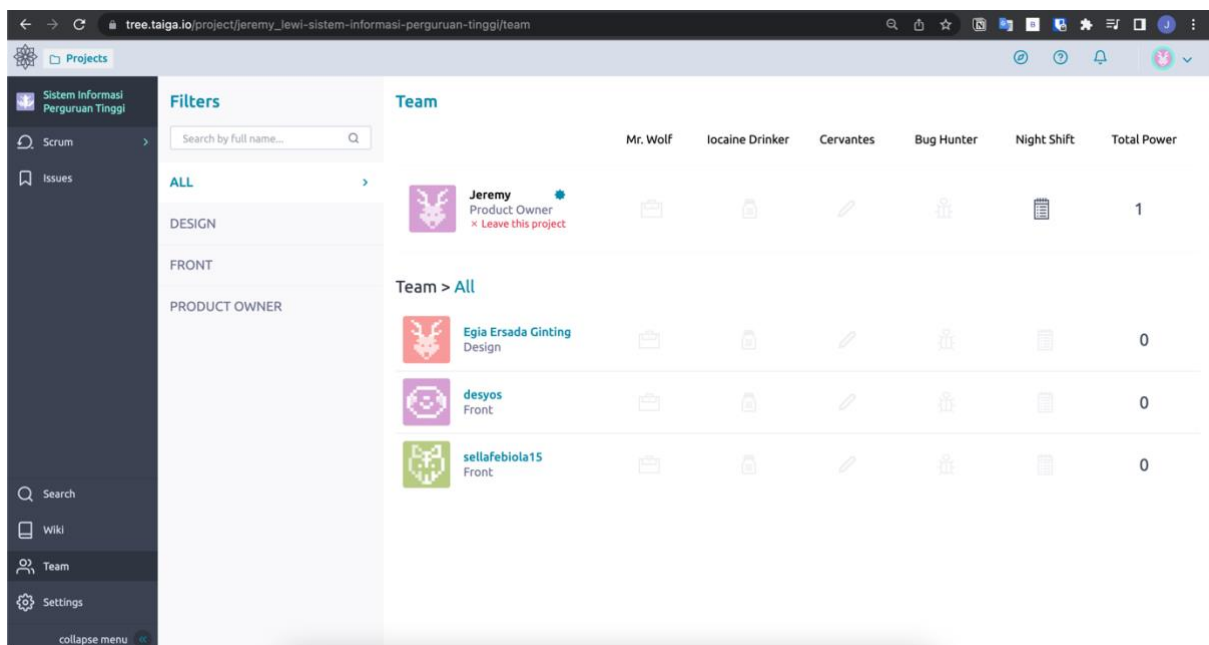 tree.taiga.io/project/jeremy_lewi-sistem-informasi-perguruan-tinggi/team
J
Projects
Sistem Informasi
Perguruan Tinggi
Scrum
Issues
Search
Wiki
Team
Settings
collapse menu
Filters
Search by full name...
ALL
DESIGN
FRONT
PRODUCT OWNER
Team
Mr. Wolf Iocaine Drinker Cervantes Bug Hunter Night Shift Total Power
Jeremy
Product Owner
× Leave this project
1
Team > All
Egia Ersada Ginting
Design
0
desyos
Front
0
sellafebiola15
Front
0